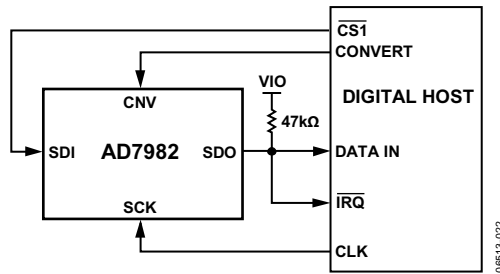 CS1
CONVERT
VIO
DIGITAL HOST
CNV
47kΩ
SDI
AD7982
SDO
DATA IN
SCK
IRQ
CLK
06513-022